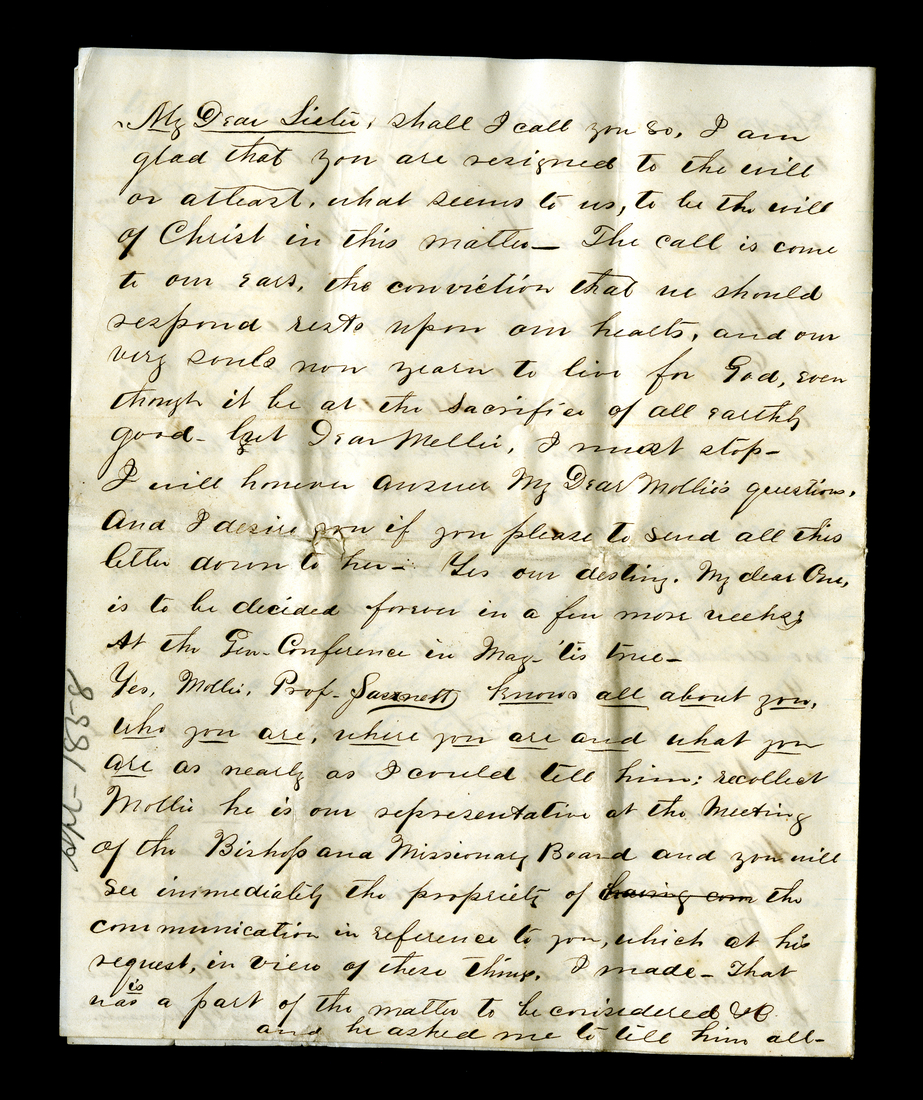 My Dear Sister, shall I call you so, I am
glad that you are resigned to the will
or atleast, what seems to us, to be the will
of Christ in this matter— The call is come
to our ears, the conviction that we should
respond rests upon our hearts, and our
very souls now yearn to live for God, even
though it be at the sacrifice of all earthly
good- But Dear Mollie, I must stop-
I will however answer My Dear Mollie's questions,
And I desire you if you please to send all this
letter down to her- Yes our destiny, My dear One,
is to be decided forever in a few more weeks;
At the Gen-Conference in May- 'tis true-
Yes, Mollie, Prof- knows all about you,
who you are, where you are and what you
are as nearly as I could tell him; recollect
Mollie he is our representative at the Meeting
of the Bishops and Missionary Board and you will
see immediately the propriety of having com the
communication in reference to you, which at his
request, in view of these things, I made- That
is
was a part of the matter to be considered &C.
and he asked me to tell him all-
Apl- 1858